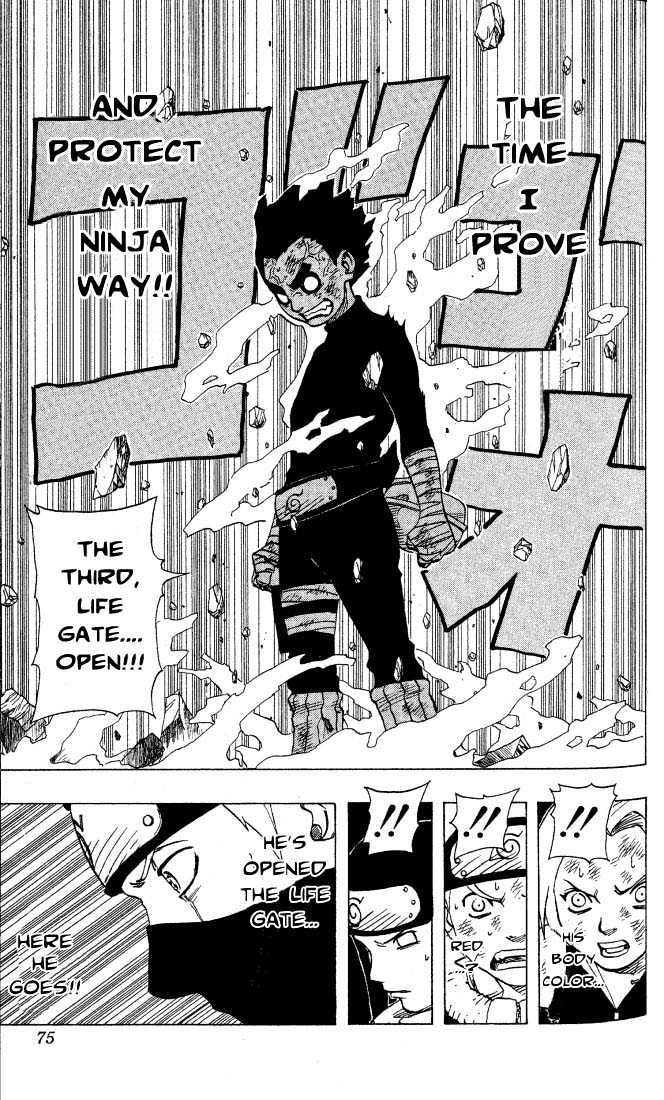 THE
TIME
I
PROVE
AND
PROTECT
MY
NINJA
WAY!!
THE
THIRD,
LIFE
GATE....
OPEN!!!
!!
HIS
BODY
COLOR...
!!
RED
?
!!
HE'S
OPENED
THE LIFE
GATE...
HERE
HE
GOES!!
75